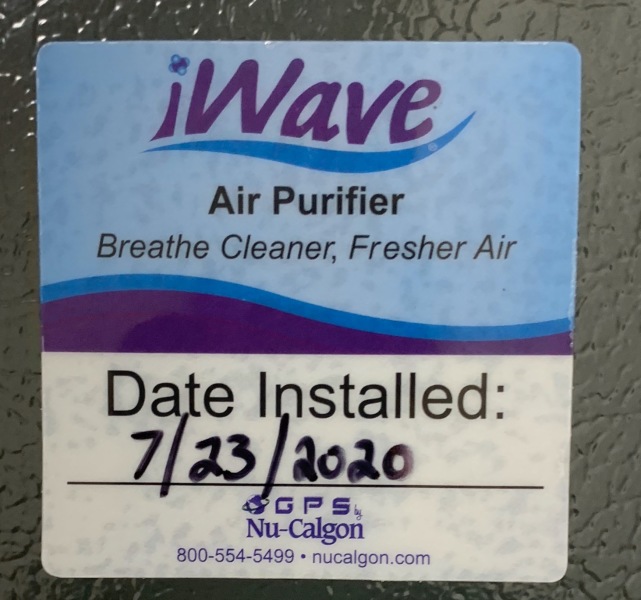 iWave®
Air Purifier
Breathe Cleaner, Fresher Air
Date Installed:
7/23/2020
GPS by
Nu-Calgon
800-554-5499 • nucalgon.com